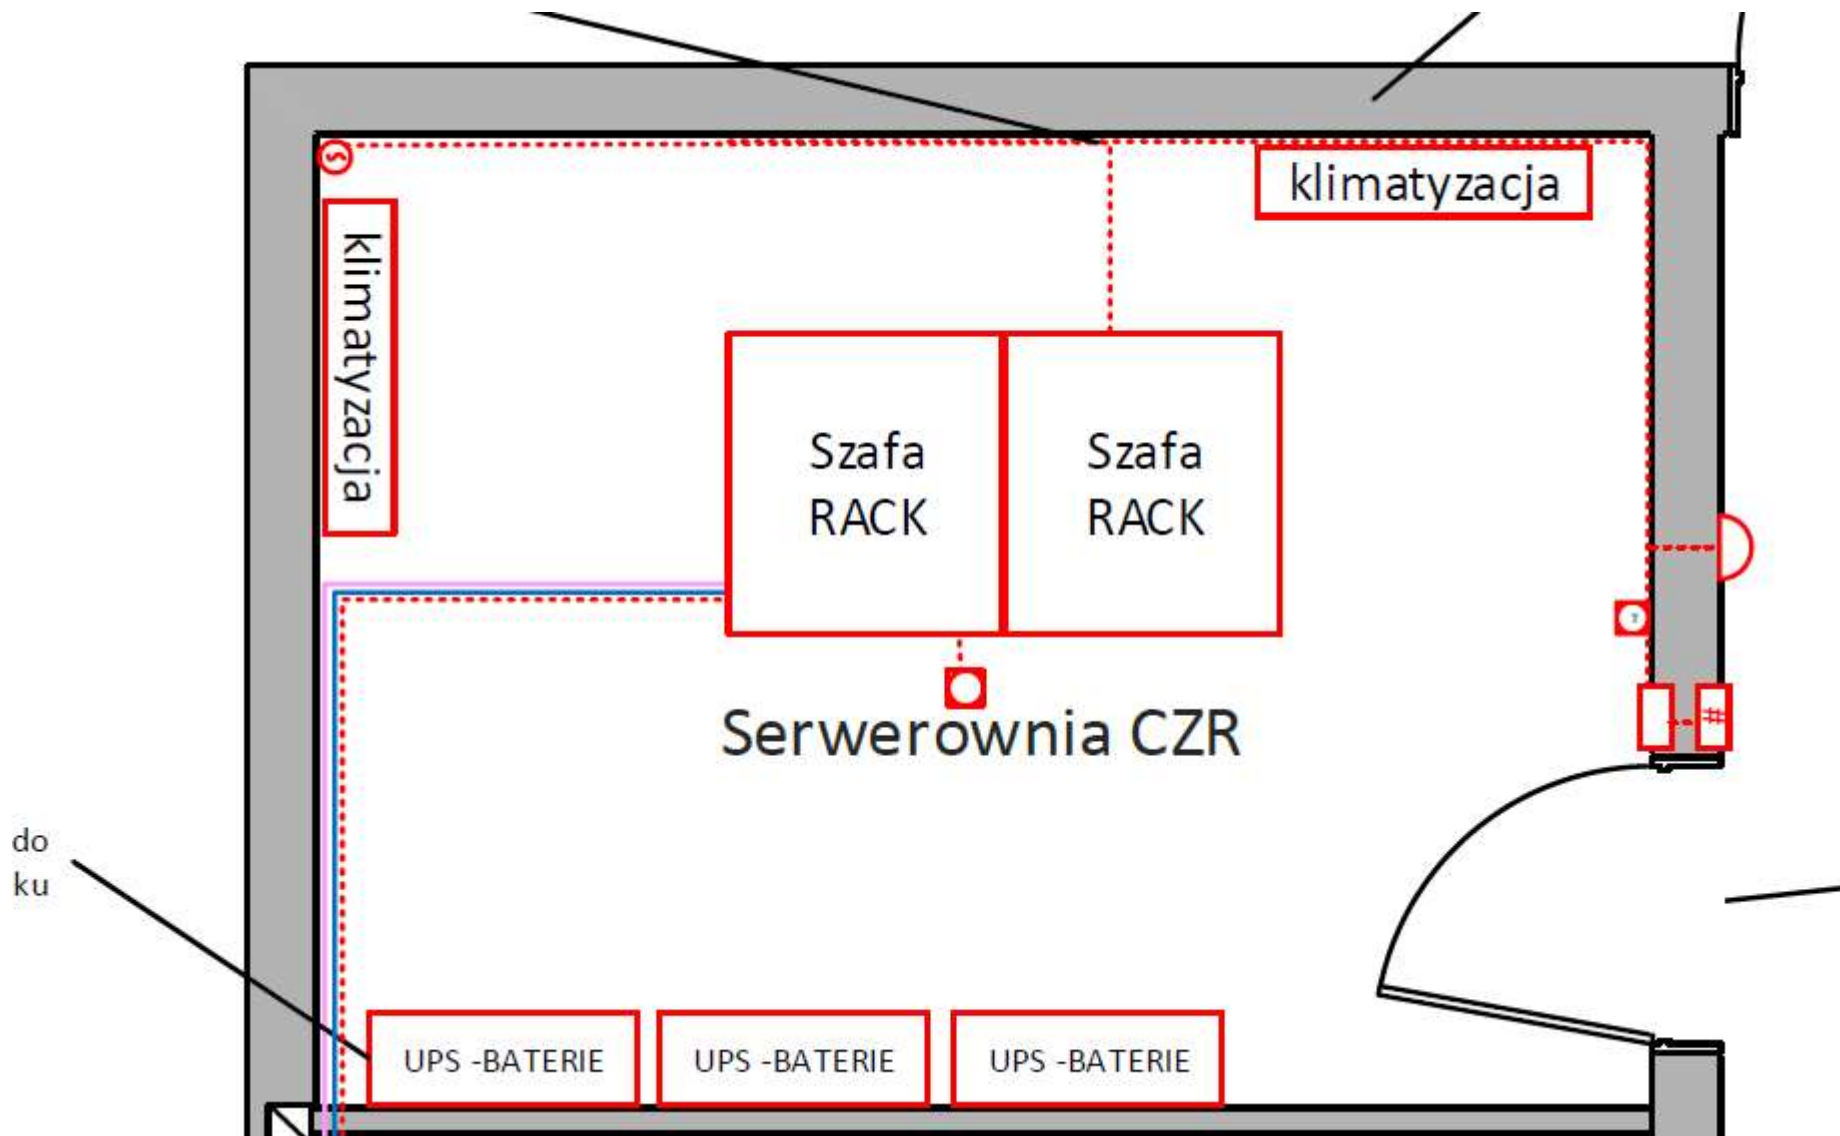 S
klimatyzacja
klimatyzacja
Szafa
RACK
Szafa
RACK
#
Serwerownia CZR
do
ku
UPS -BATERIE
UPS -BATERIE
UPS -BATERIE